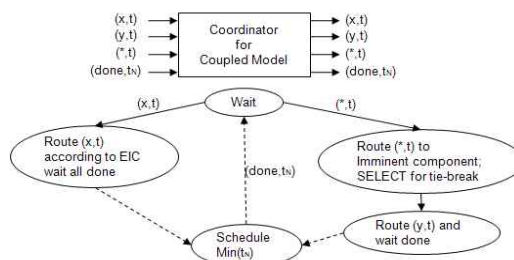 (x,t)
(y,t)
(*,t)
(done,tN)
Coordinator
for
Coupled Model
(x,t)
(y,t)
(*,t)
(done,tN)
(x,t)
Wait
(*,t)
Route (x,t)
according to EIC
wait all done
(done,tN)
Route (*,t) to
Imminent component;
SELECT for tie-break
Schedule
Min(tN)
Route (y,t) and
wait done